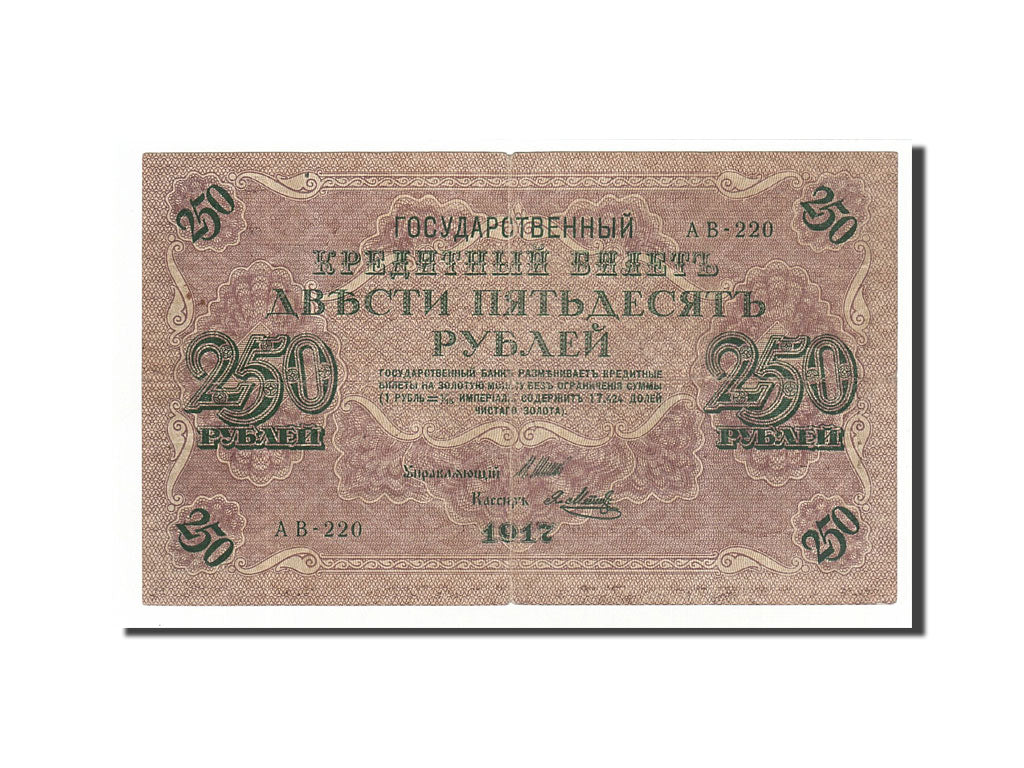 250 250
ГОСУДАРСТВЕННЫЙ АВ-220
КРЕДИТНЫЙ БИЛЕТЪ
ДВѢСТИ ПЯТЬДЕСЯТЪ
РУБЛЕЙ
250 РУБЛЕЙ
ГОСУДАРСТВЕННЫЙ БАНКЪ РАЗМѢНИВАЕТЪ КРЕДИТНЫЕ
БИЛЕТЫ НА ЗОЛОТУЮ МОНЕТУ БЕЗЪ ОГРАНИЧЕНІЯ СУММЫ
(1 РУБЛЬ = 1/15 ИМПЕРІАЛА СОДЕРЖИТЪ 17.424 ДОЛЕЙ
ЧИСТАГО ЗОЛОТА).
250 РУБЛЕЙ
Управляющій
Кассиръ
АВ-220 1917
250 250